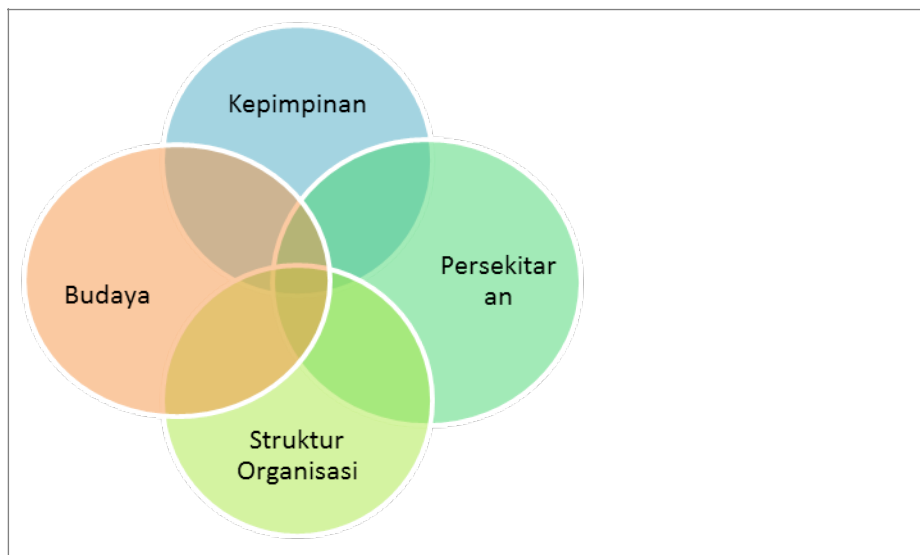 Kepimpinan
Persekitar
an
Budaya
Struktur
Organisasi